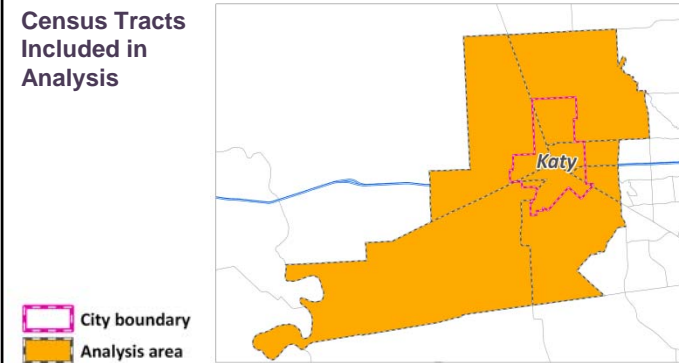 Census Tracts
Included in
Analysis
Katy
City boundary
Analysis area